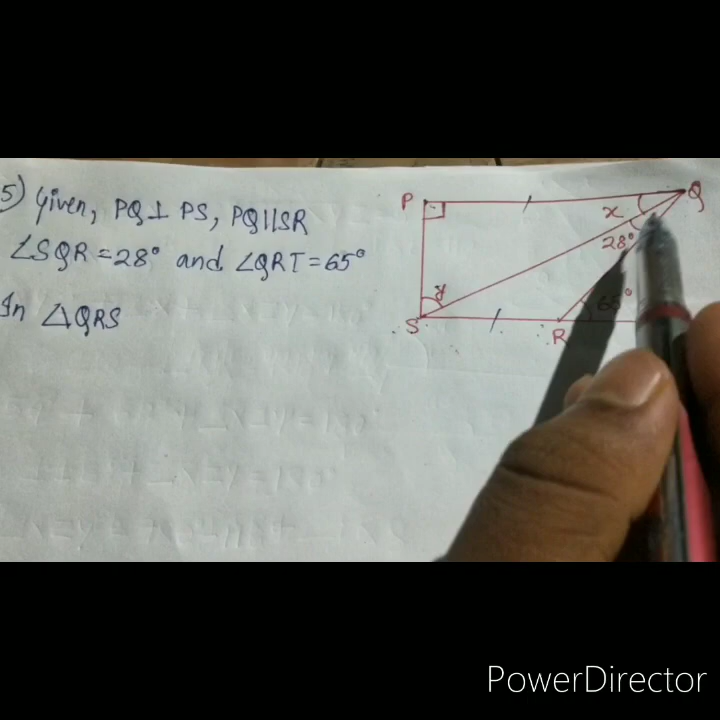 5) Given, PQ⊥ PS, PQ||SR
∠SQR = 28° and ∠QRT = 65°
In △QRS
P
Q
x
28°
y
65°
S
R
PowerDirector